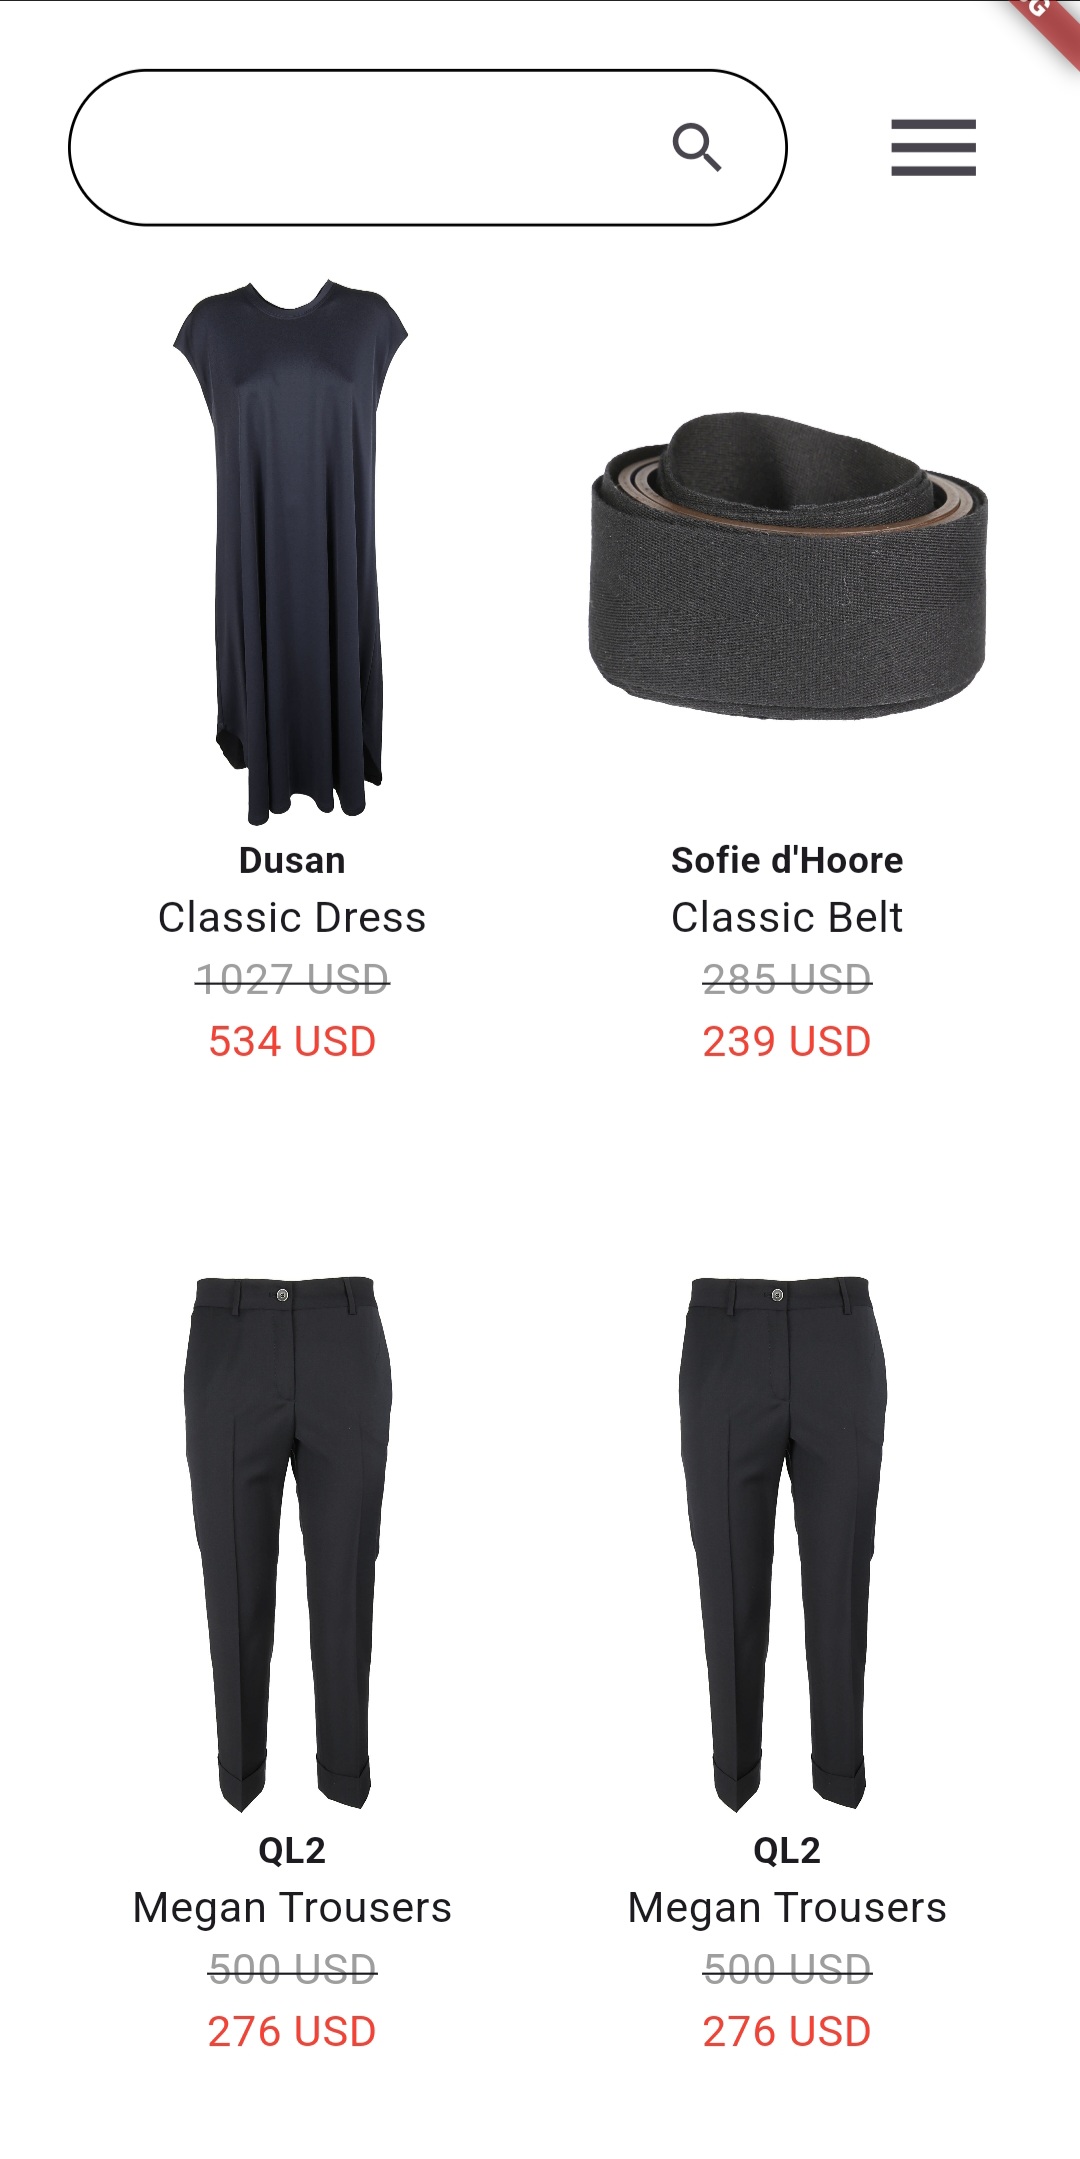 Dusan
Classic Dress
1027 USD
534 USD
Sofie d'Hoore
Classic Belt
285 USD
239 USD
QL2
Megan Trousers
500 USD
276 USD
QL2
Megan Trousers
500 USD
276 USD